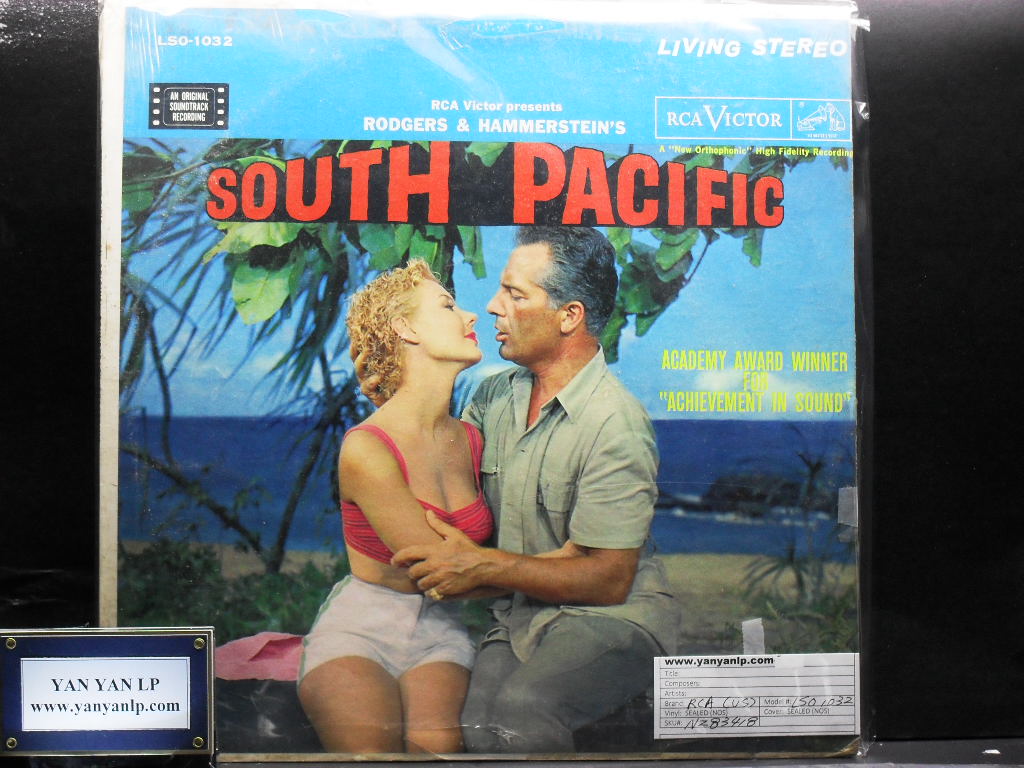 LSO-1032
LIVING STEREO
AN ORIGINAL
SOUNDTRACK
RECORDING
RCA Victor presents
RODGERS & HAMMERSTEIN'S
RCA VICTOR
A "New Orthophonic" High Fidelity Recording
SOUTH PACIFIC
ACADEMY AWARD WINNER
FOR
"ACHIEVEMENT IN SOUND"
www.yanyanlp.com
Title:
Composers:
Artists:
Brand: RCA (US) Model #: LSO 1032
Vinyl: SEALED (NOS) Cover: SEALED (NOS)
SKU#: NZ83418
YAN YAN LP
www.yanyanlp.com